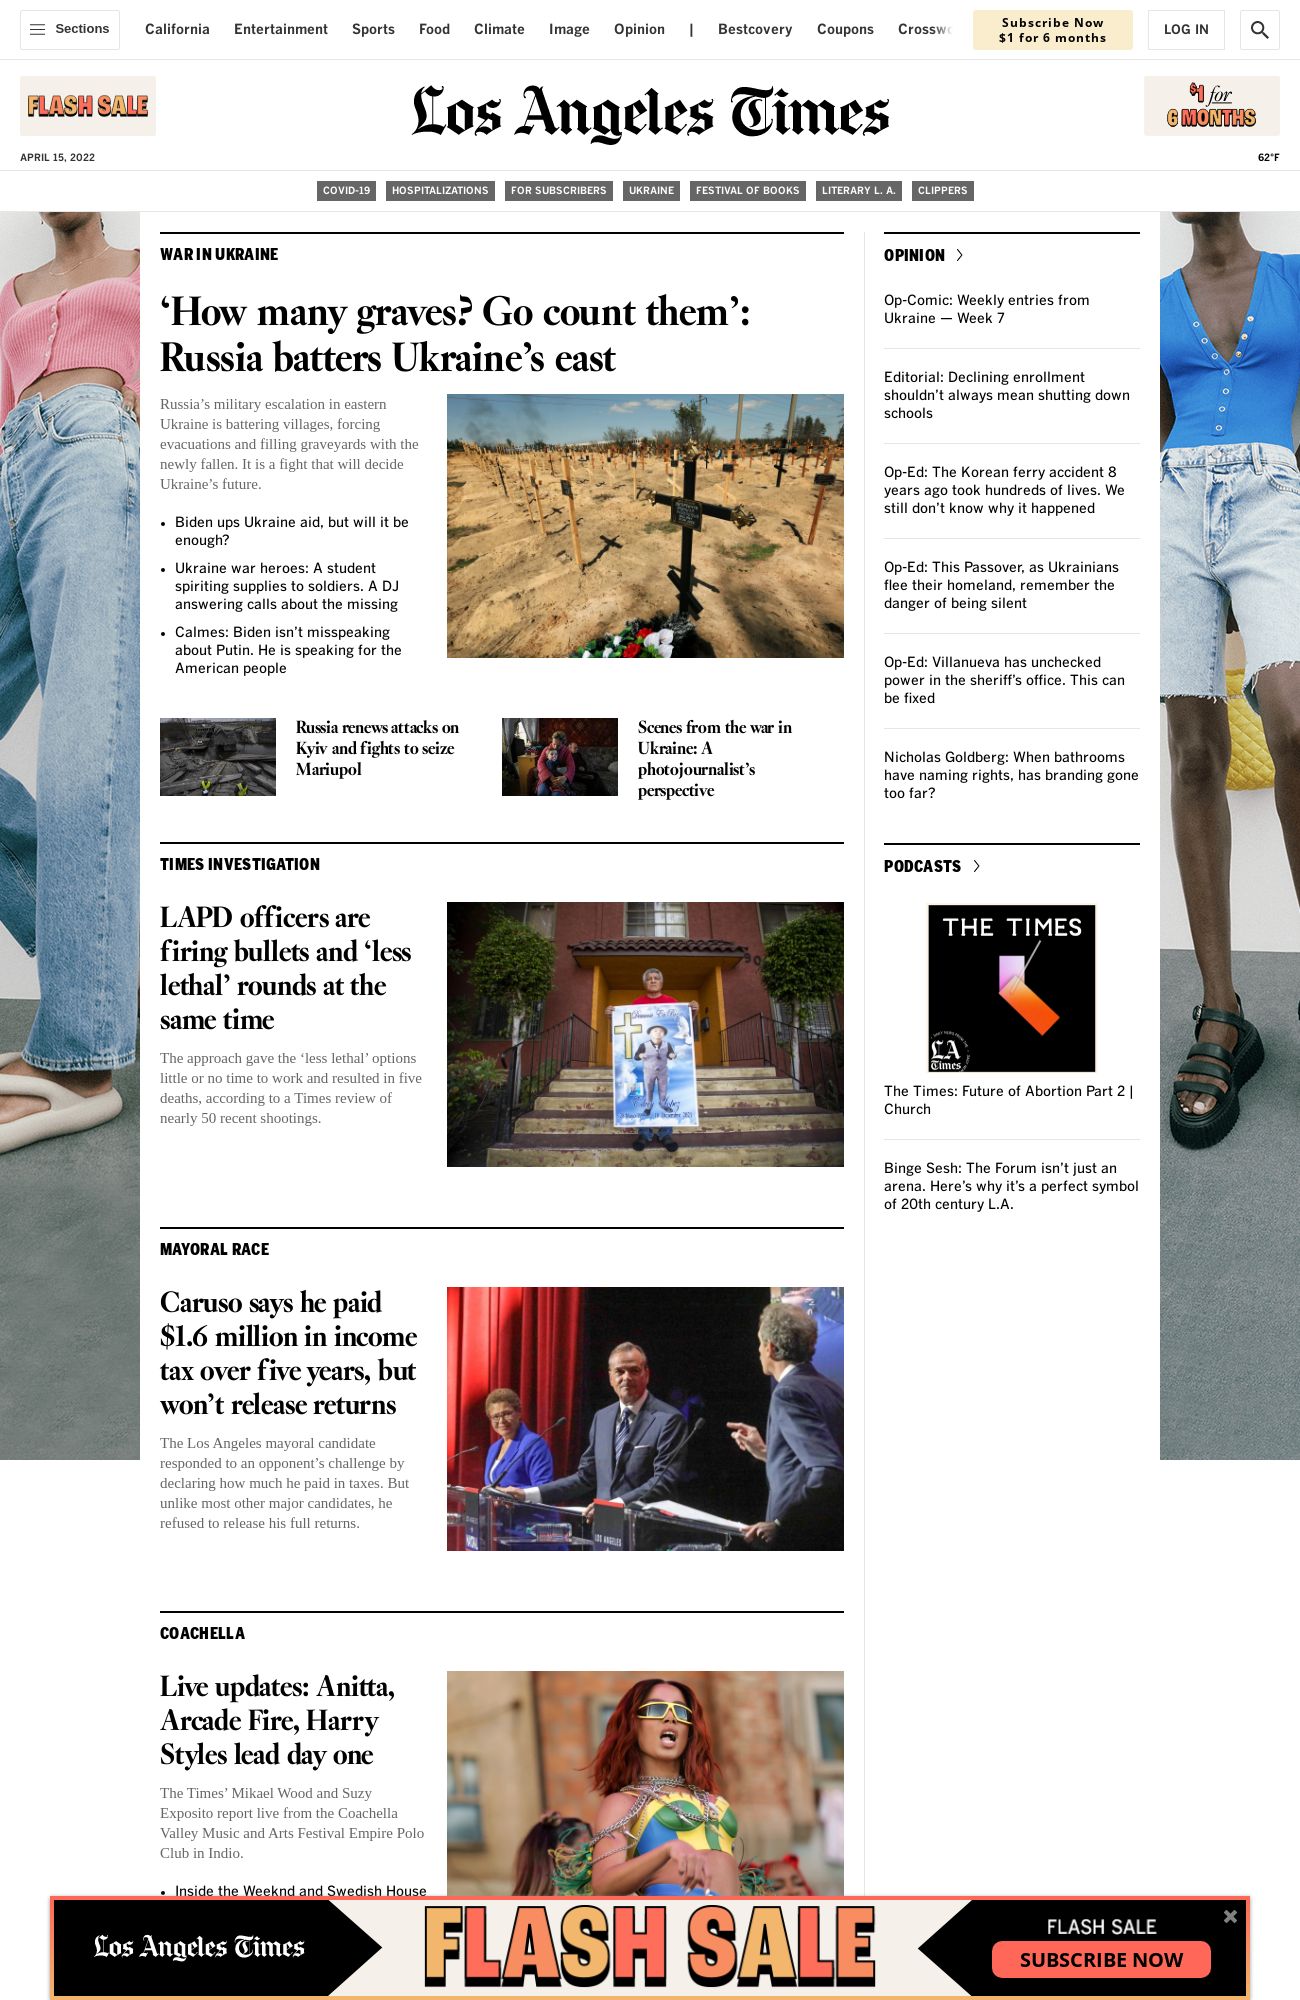 Sections
California
Entertainment
Sports
Food
Climate
Image
Opinion
|
Bestcovery
Coupons
Subscribe Now
$1 for 6 months
LOG IN
FLASH SALE
Los Angeles Times
$1 for
6 MONTHS
APRIL 15, 2022
62°F
COVID-19
HOSPITALIZATIONS
FOR SUBSCRIBERS
UKRAINE
FESTIVAL OF BOOKS
LITERARY L. A.
CLIPPERS
WAR IN UKRAINE
‘How many graves? Go count them’:
Russia batters Ukraine’s east
Russia’s military escalation in eastern
Ukraine is battering villages, forcing
evacuations and filling graveyards with the
newly fallen. It is a fight that will decide
Ukraine’s future.
• Biden ups Ukraine aid, but will it be
enough?
• Ukraine war heroes: A student
spiriting supplies to soldiers. A DJ
answering calls about the missing
• Calmes: Biden isn’t misspeaking
about Putin. He is speaking for the
American people
Russia renews attacks on
Kyiv and fights to seize
Mariupol
Scenes from the war in
Ukraine: A
photojournalist’s
perspective
TIMES INVESTIGATION
LAPD officers are
firing bullets and ‘less
lethal’ rounds at the
same time
The approach gave the ‘less lethal’ options
little or no time to work and resulted in five
deaths, according to a Times review of
nearly 50 recent shootings.
MAYORAL RACE
Caruso says he paid
$1.6 million in income
tax over five years, but
won’t release returns
The Los Angeles mayoral candidate
responded to an opponent’s challenge by
declaring how much he paid in taxes. But
unlike most other major candidates, he
refused to release his full returns.
LOS ANGELES
COACHELLA
Live updates: Anitta,
Arcade Fire, Harry
Styles lead day one
The Times’ Mikael Wood and Suzy
Exposito report live from the Coachella
Valley Music and Arts Festival Empire Polo
Club in Indio.
• Inside the Weeknd and Swedish House
OPINION
Op-Comic: Weekly entries from
Ukraine — Week 7
Editorial: Declining enrollment
shouldn’t always mean shutting down
schools
Op-Ed: The Korean ferry accident 8
years ago took hundreds of lives. We
still don’t know why it happened
Op-Ed: This Passover, as Ukrainians
flee their homeland, remember the
danger of being silent
Op-Ed: Villanueva has unchecked
power in the sheriff’s office. This can
be fixed
Nicholas Goldberg: When bathrooms
have naming rights, has branding gone
too far?
PODCASTS
THE TIMES
LA
Times
The Times: Future of Abortion Part 2 |
Church
Binge Sesh: The Forum isn’t just an
arena. Here’s why it’s a perfect symbol
of 20th century L.A.
Los Angeles Times
FLASH SALE
FLASH SALE
SUBSCRIBE NOW